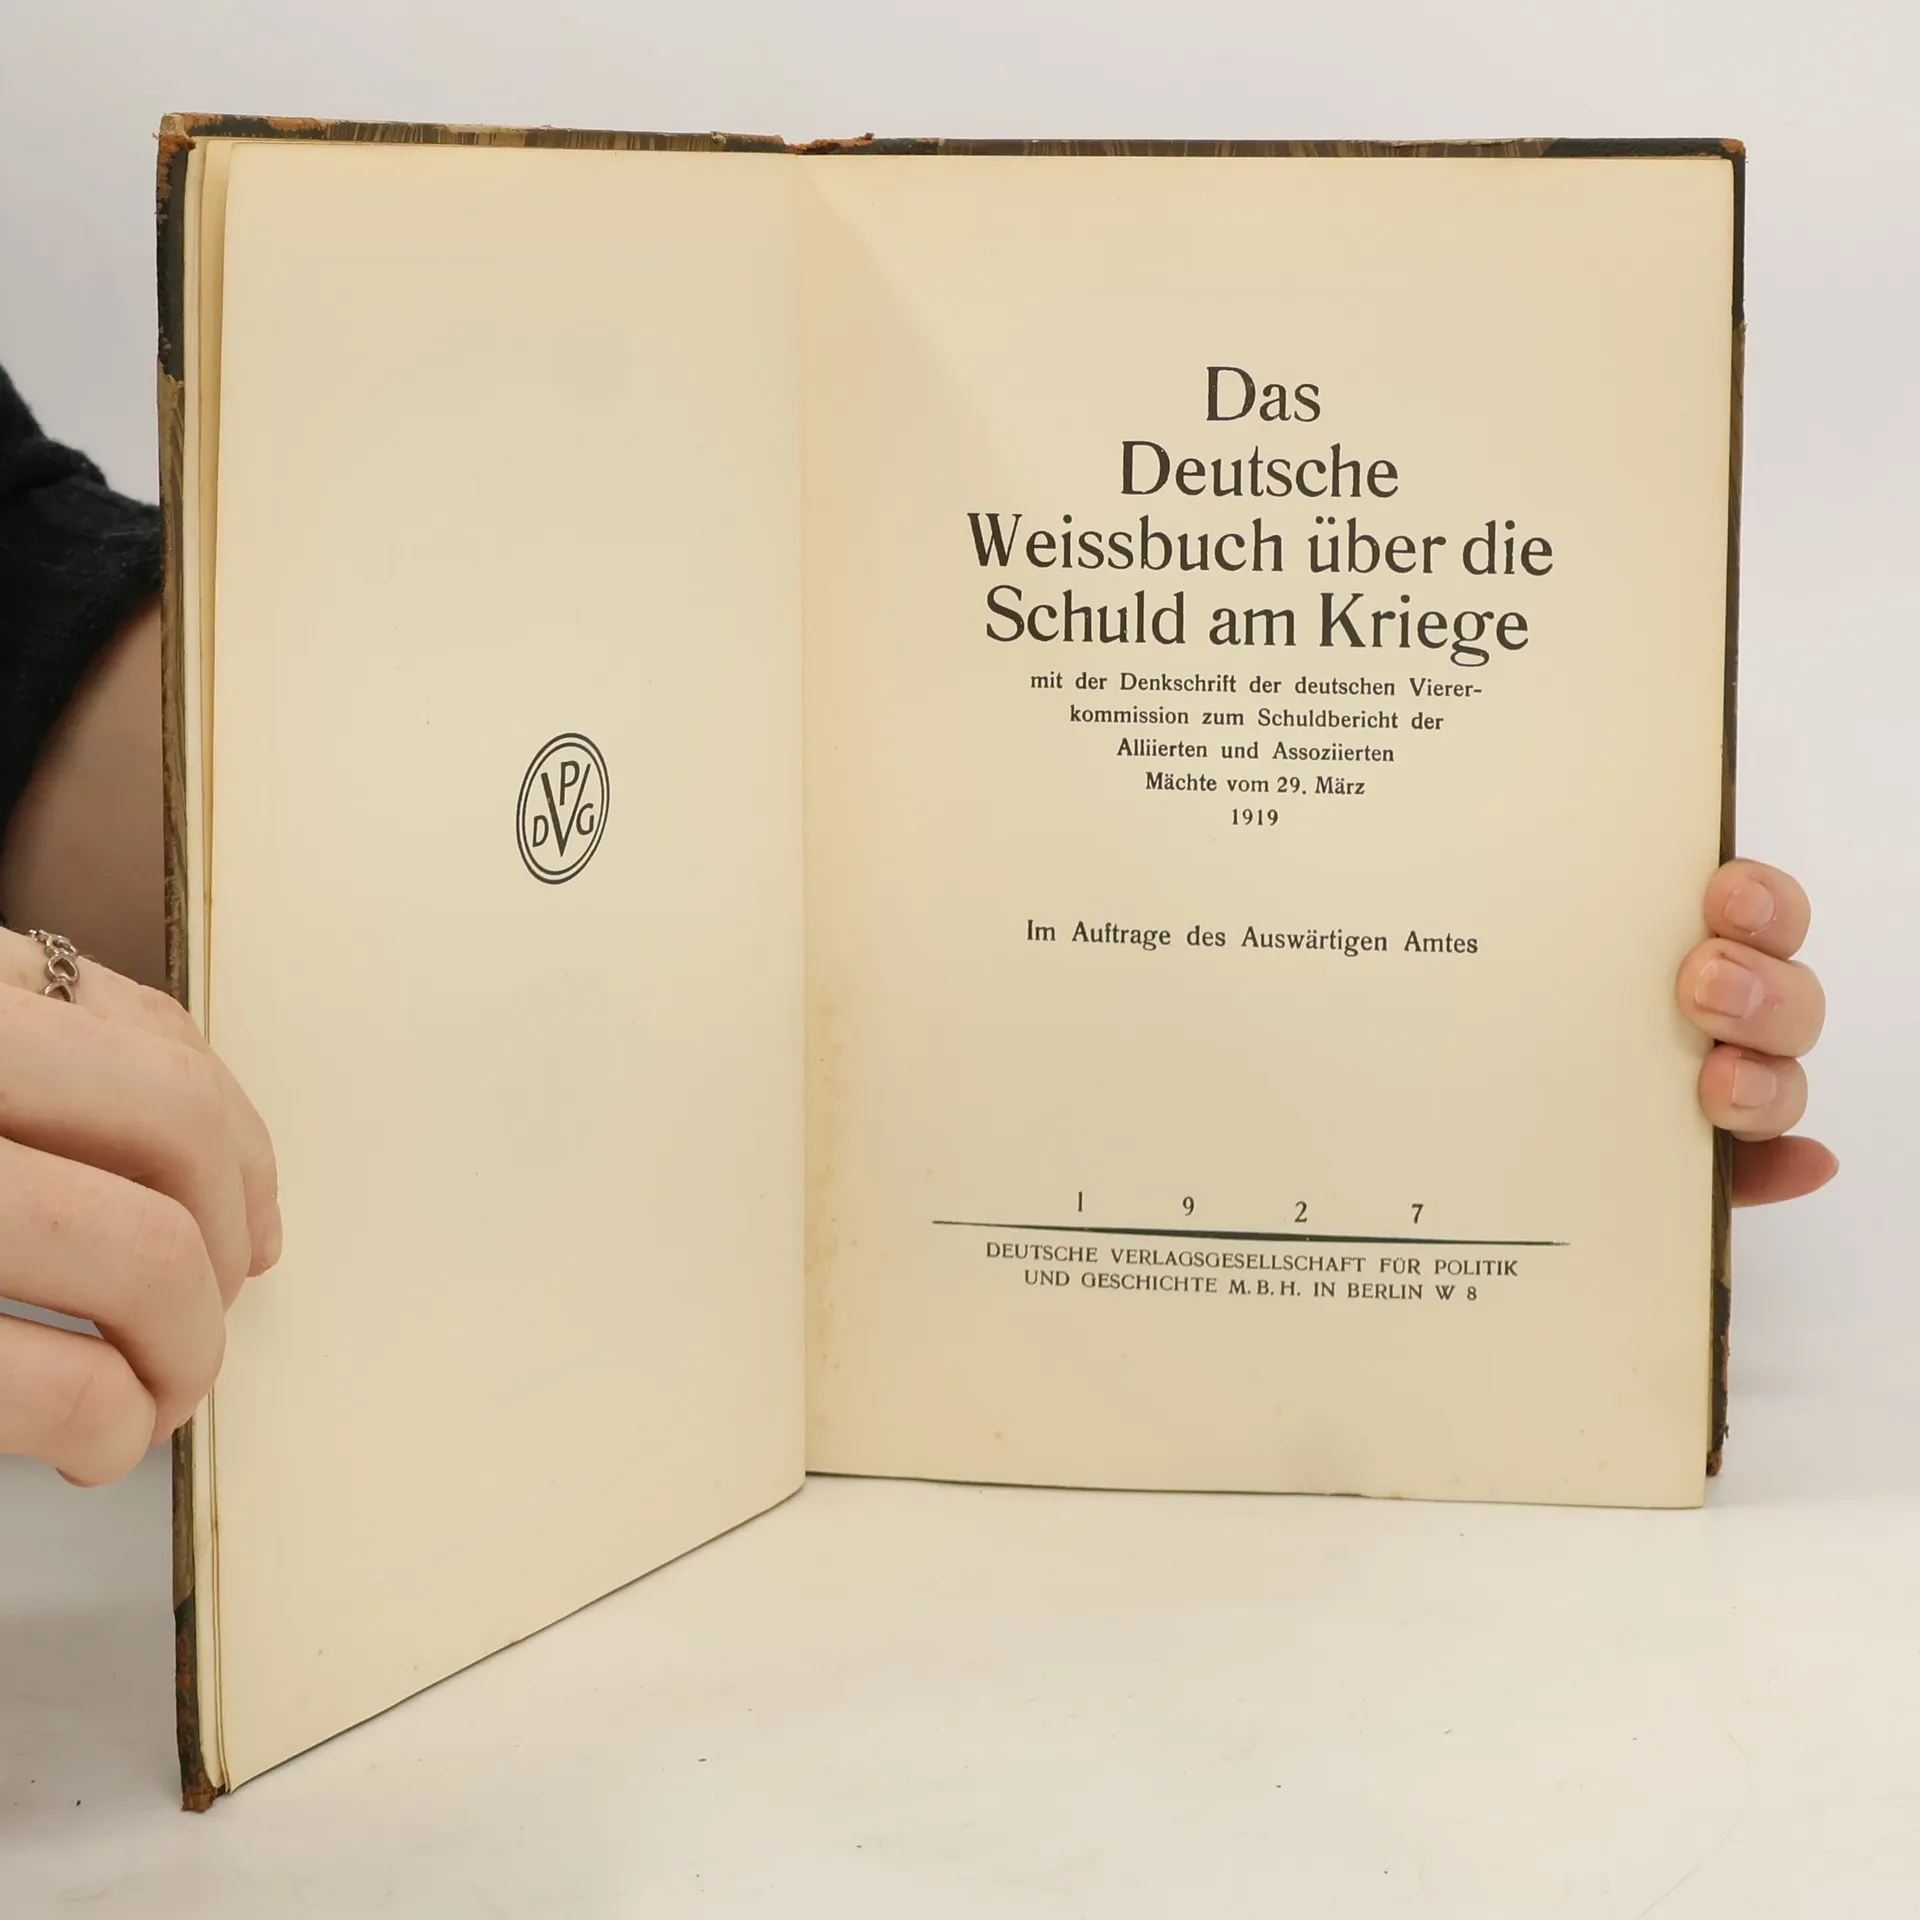 P
DVG
Das
Deutsche
Weissbuch über die
Schuld am Kriege
mit der Denkschrift der deutschen Vierer-
kommission zum Schuldbericht der
Alliierten und Assoziierten
Mächte vom 29. März
1919
Im Auftrage des Auswärtigen Amtes
1 9 2 7
DEUTSCHE VERLAGSGESELLSCHAFT FÜR POLITIK
UND GESCHICHTE M. B. H. IN BERLIN W 8